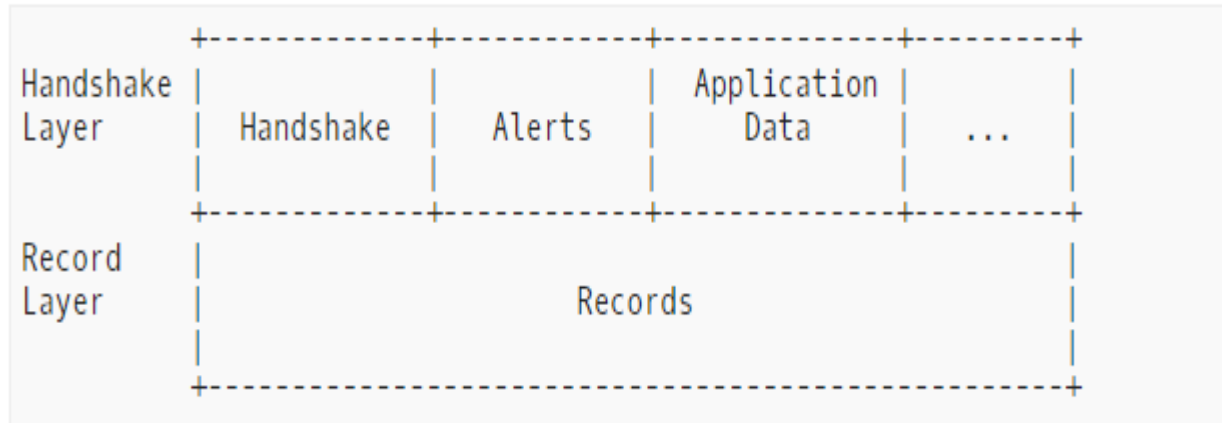 +-------------+------------+--------------+---------+
Handshake |             |            |  Application |         |
Layer     |  Handshake  |   Alerts   |     Data     |   ...   |
|             |            |              |         |
+-------------+------------+--------------+---------+
Record    |                                                   |
Layer     |                      Records                      |
|                                                   |
+---------------------------------------------------+